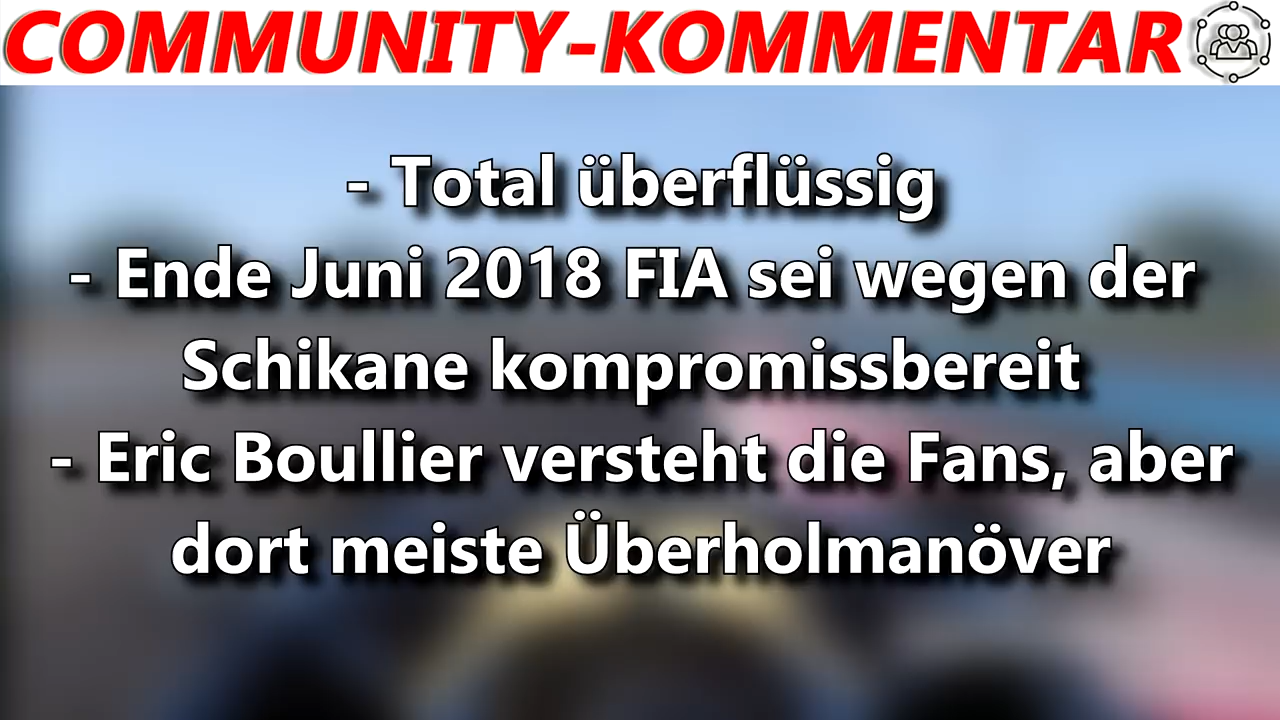 COMMUNITY-KOMMENTAR
- Total überflüssig
- Ende Juni 2018 FIA sei wegen der
Schikane kompromissbereit
- Eric Boullier versteht die Fans, aber
dort meiste Überholmanöver